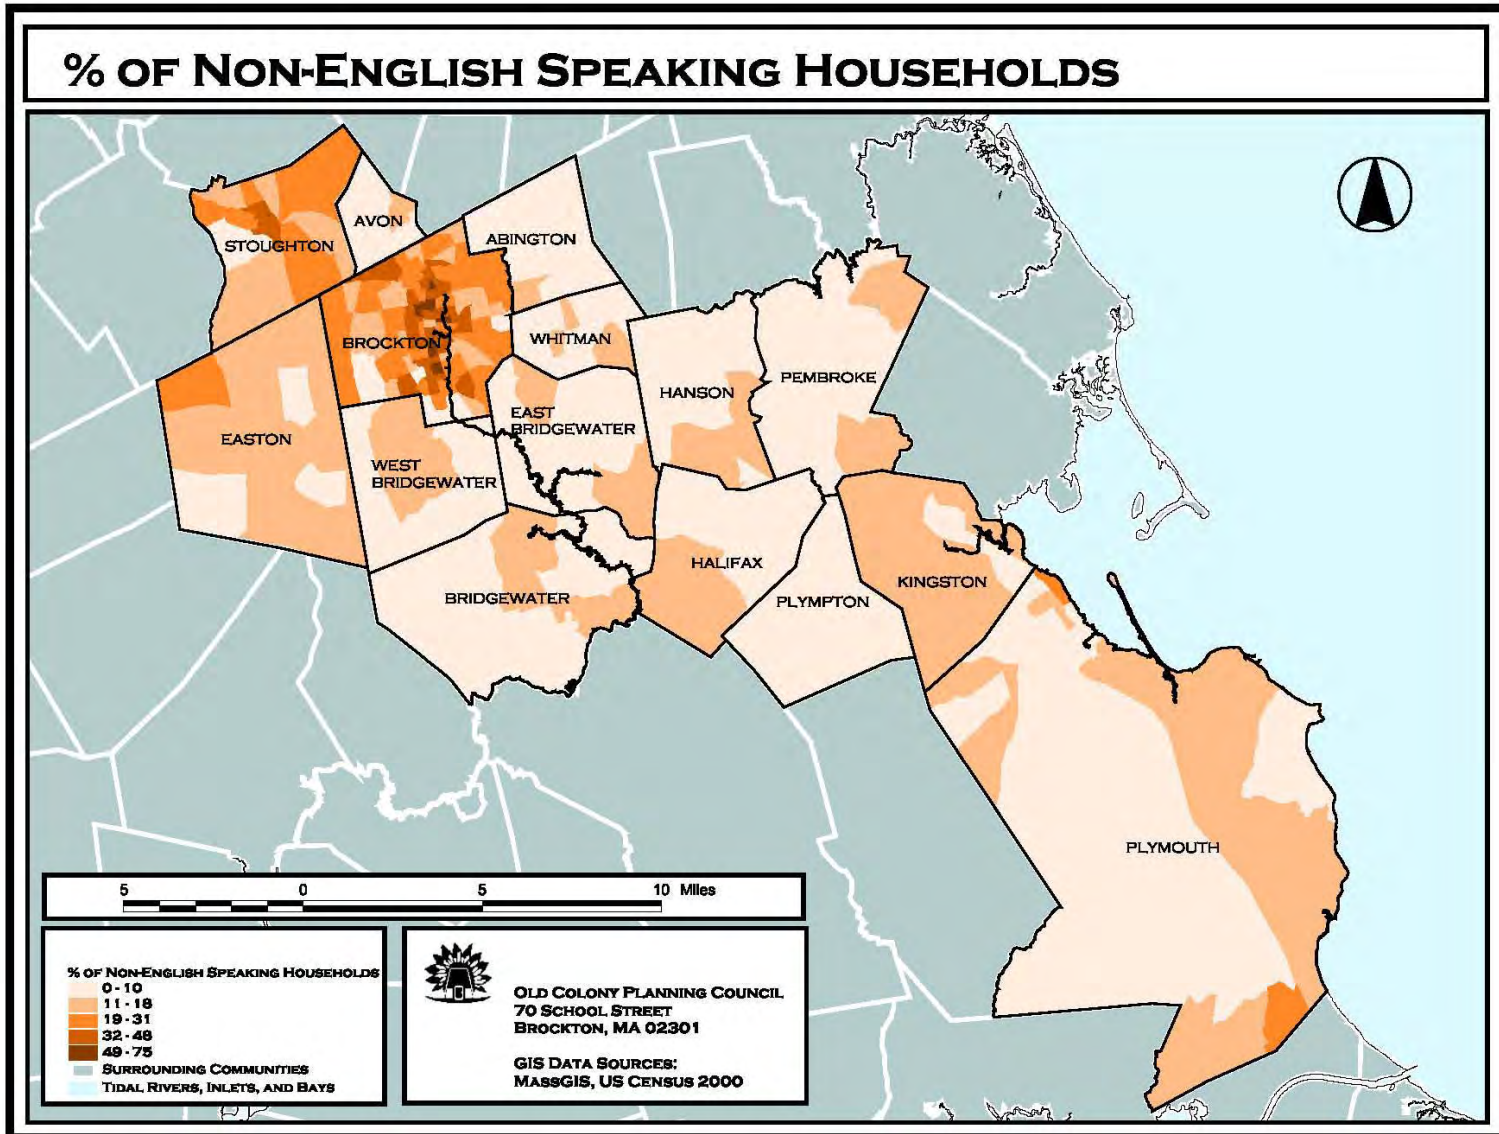 % OF NON-ENGLISH SPEAKING HOUSEHOLDS
AVON
STOUGHTON
ABINGTON
BROCKTON
WHITMAN
HANSON
PEMBROKE
EAST
BRIDGEWATER
EASTON
WEST
BRIDGEWATER
HALIFAX
KINGSTON
BRIDGEWATER
PLYMPTON
PLYMOUTH
5 0 5 10 Miles
% OF NON-ENGLISH SPEAKING HOUSEHOLDS
0 - 10
11 - 18
19 - 31
32 - 48
49 - 75
SURROUNDING COMMUNITIES
TIDAL RIVERS, INLETS, AND BAYS
OLD COLONY PLANNING COUNCIL
70 SCHOOL STREET
BROCKTON, MA 02301
GIS DATA SOURCES:
MASSGIS, US CENSUS 2000